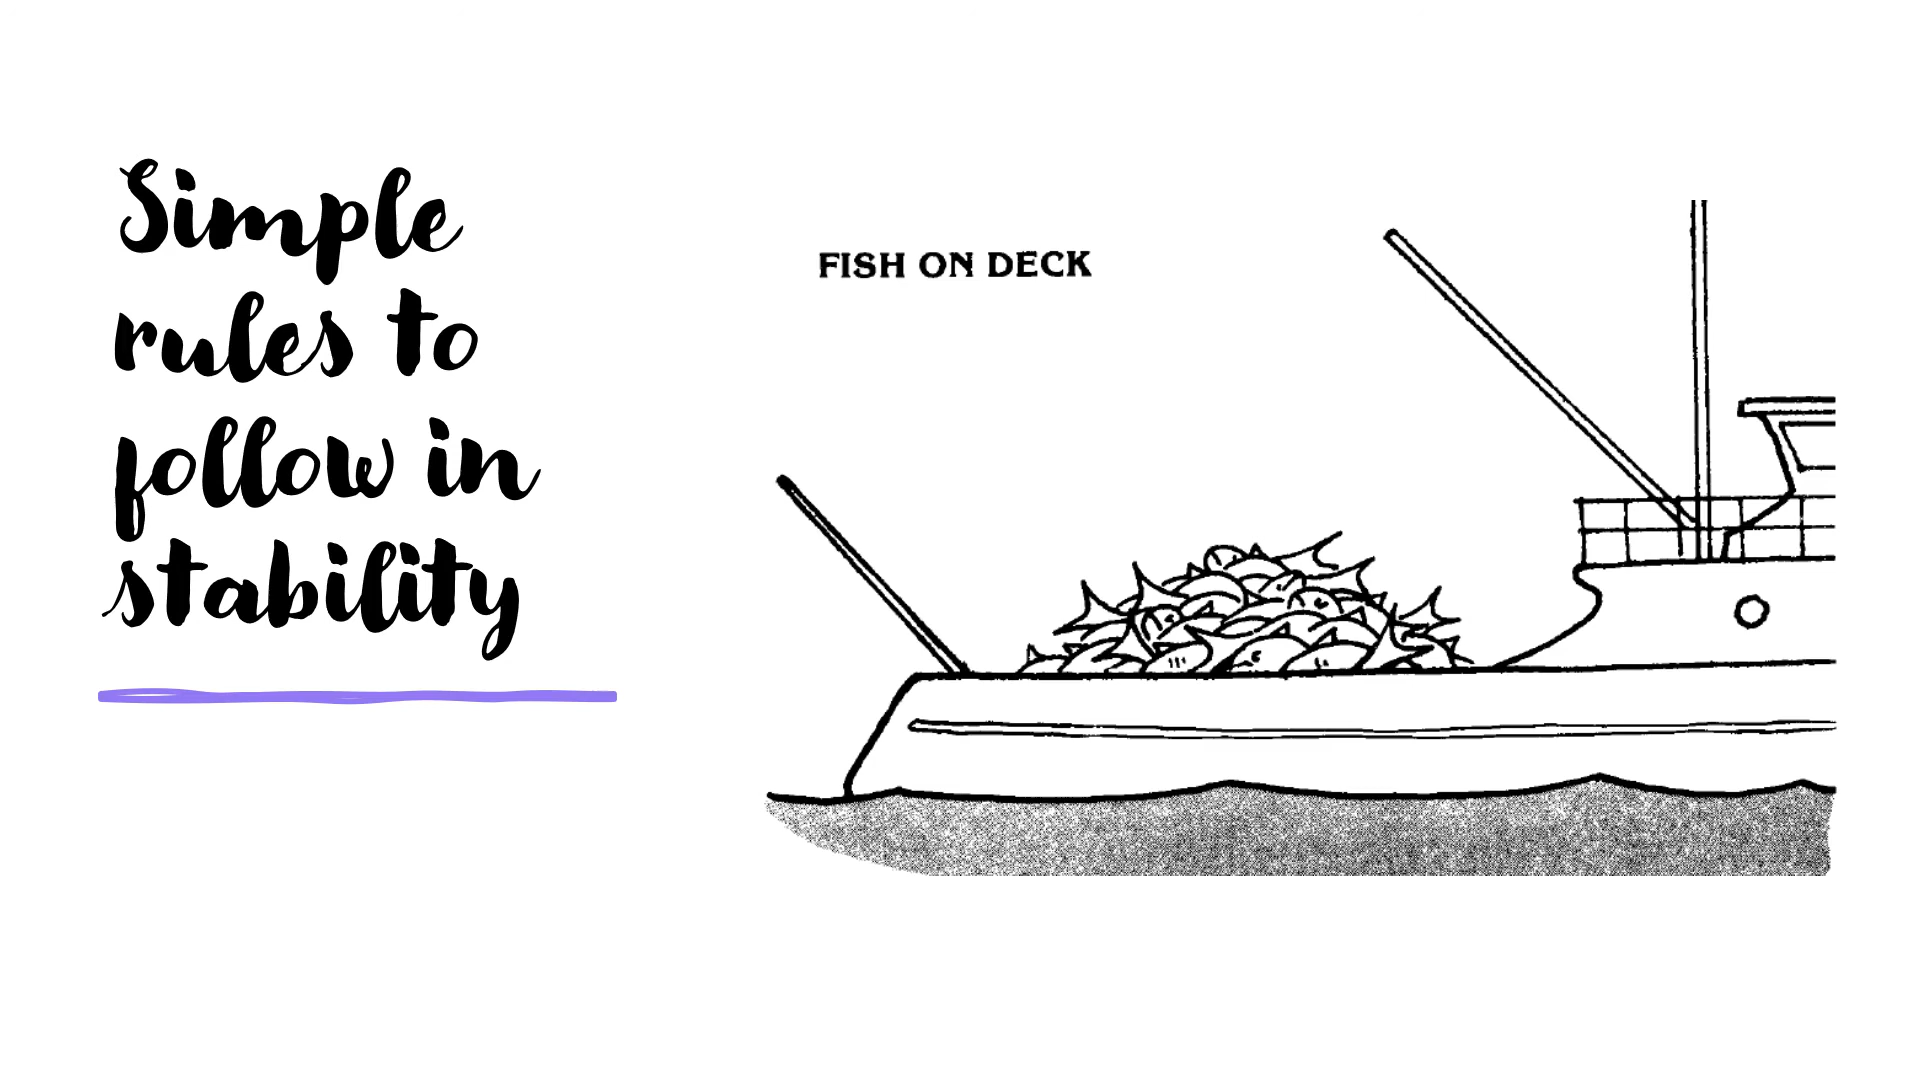 Simple
rules to
follow in
stability
FISH ON DECK